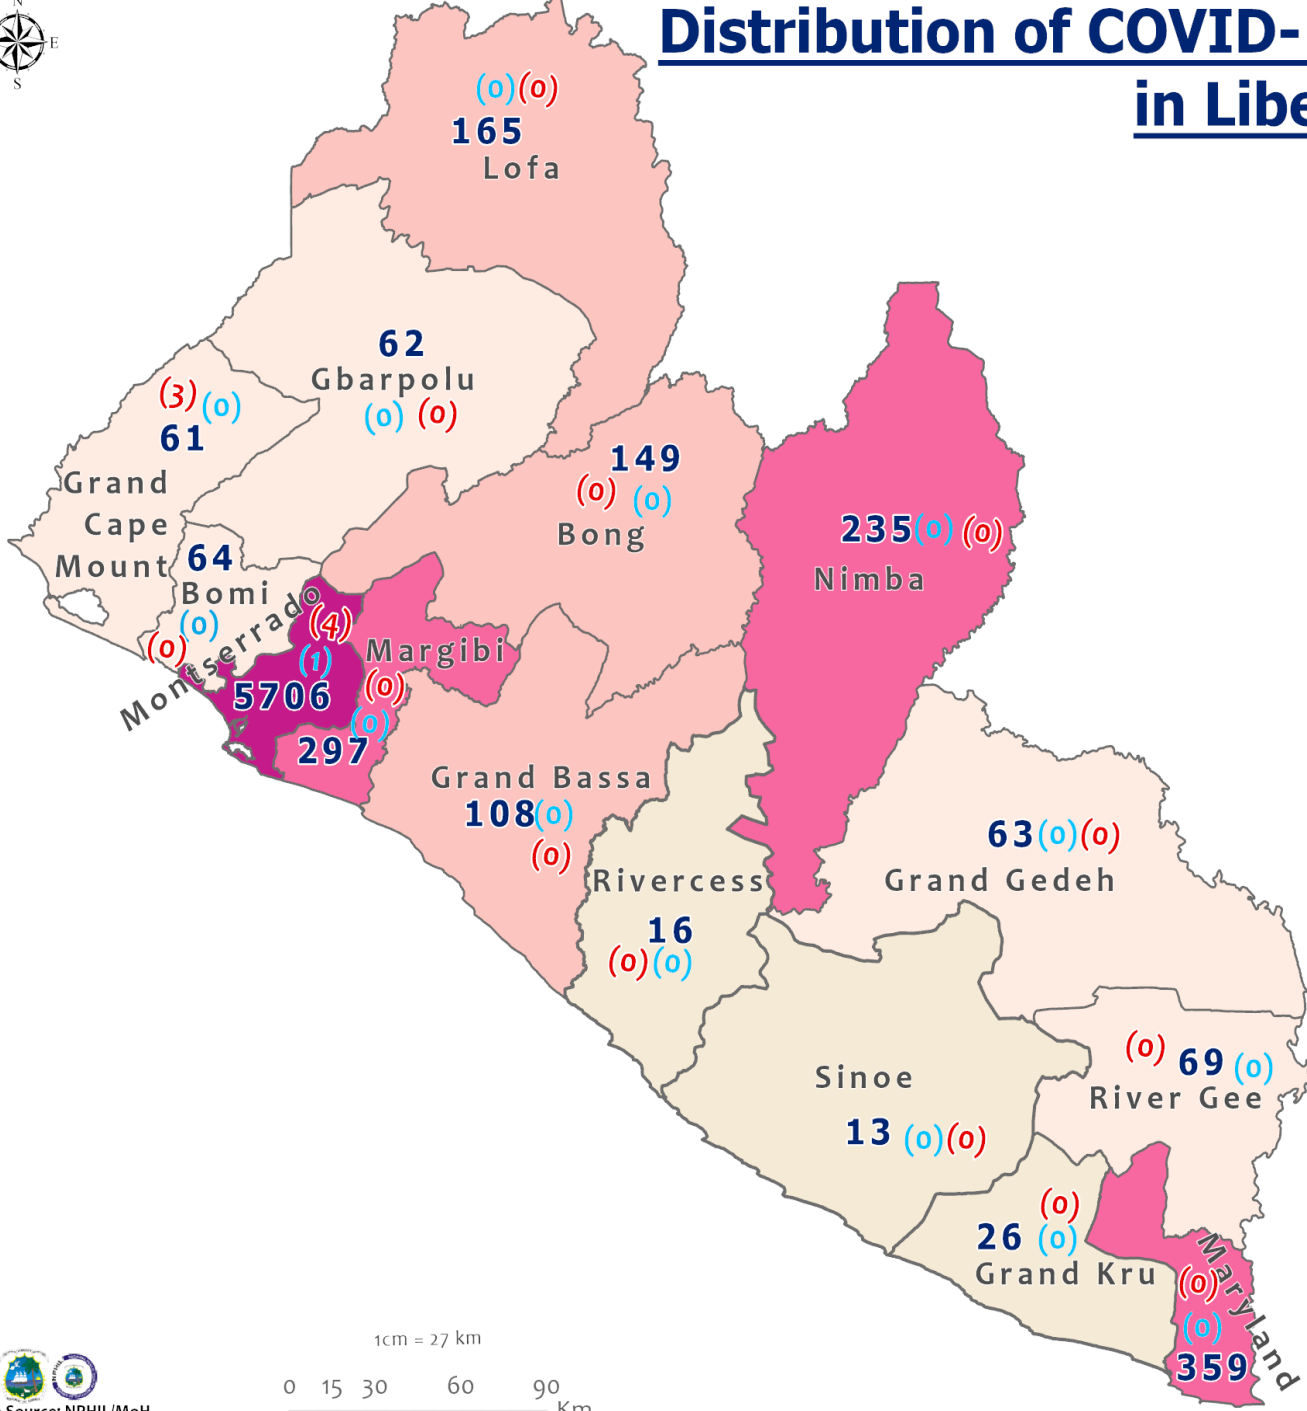 N
E
S
Distribution of COVID-
in Libe
(0)(0)
165
Lofa
62
Gbarpolu
(0) (0)
(3)(0)
61
Grand
Cape
Mount
149
(0) (0)
Bong
235(0) (0)
Nimba
64
Bomi
(0)
(0)
Montserrado
(4)
(1)
5706
Margibi
(0)
(0)
297
Grand Bassa
108(0)
(0)
63(0)(0)
Grand Gedeh
Rivercess
16
(0)(0)
(0) 69 (0)
River Gee
Sinoe
13 (0)(0)
(0)
26 (0)
Grand Kru
Maryland
(0)
(0)
359
1cm = 27 km
0 15 30 60 90
Km
Source: NPHIL/MoH